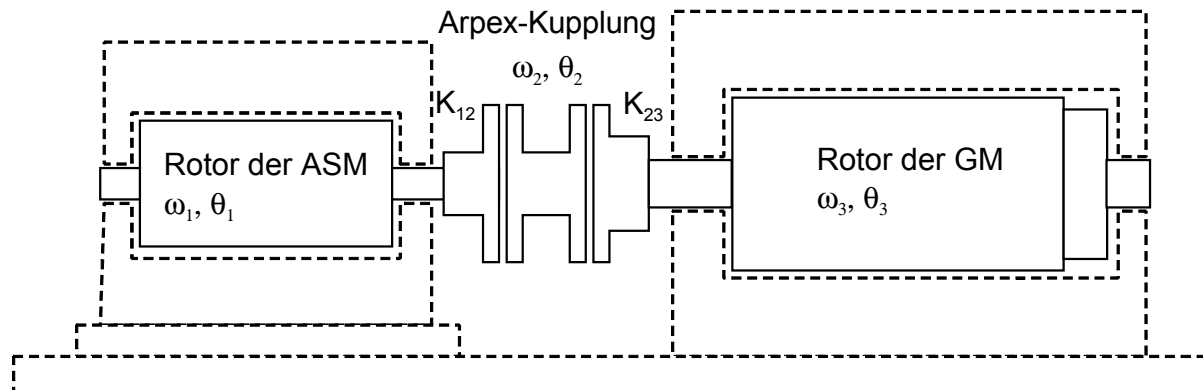 Arpex-Kupplung
ω2, θ2
K12
K23
Rotor der ASM
ω1, θ1
Rotor der GM
ω3, θ3